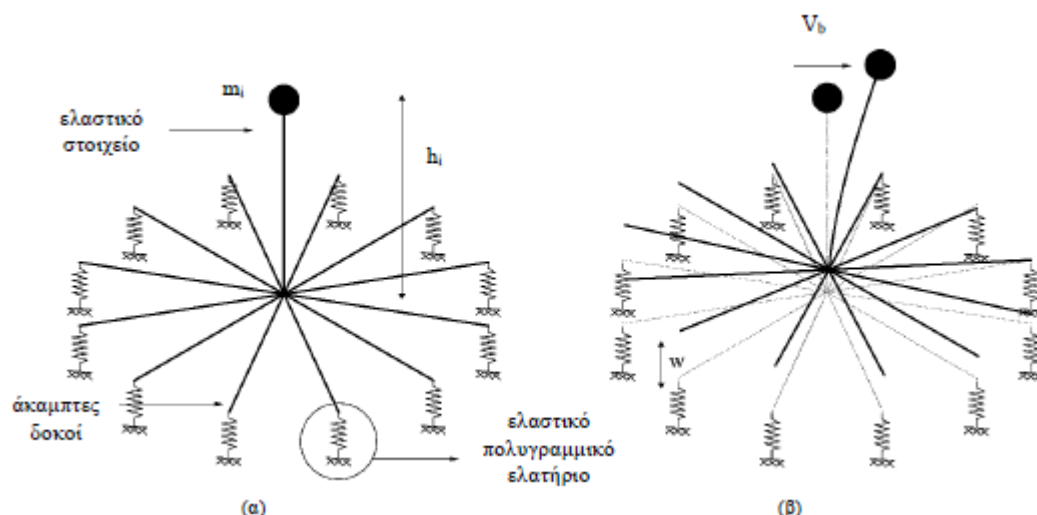 mᵢ
ελαστικό
στοιχείο
hᵢ
άκαμπτες
δοκοί
ελαστικό
πολυγραμμικό
ελατήριο
(α)
V_b
w
(β)